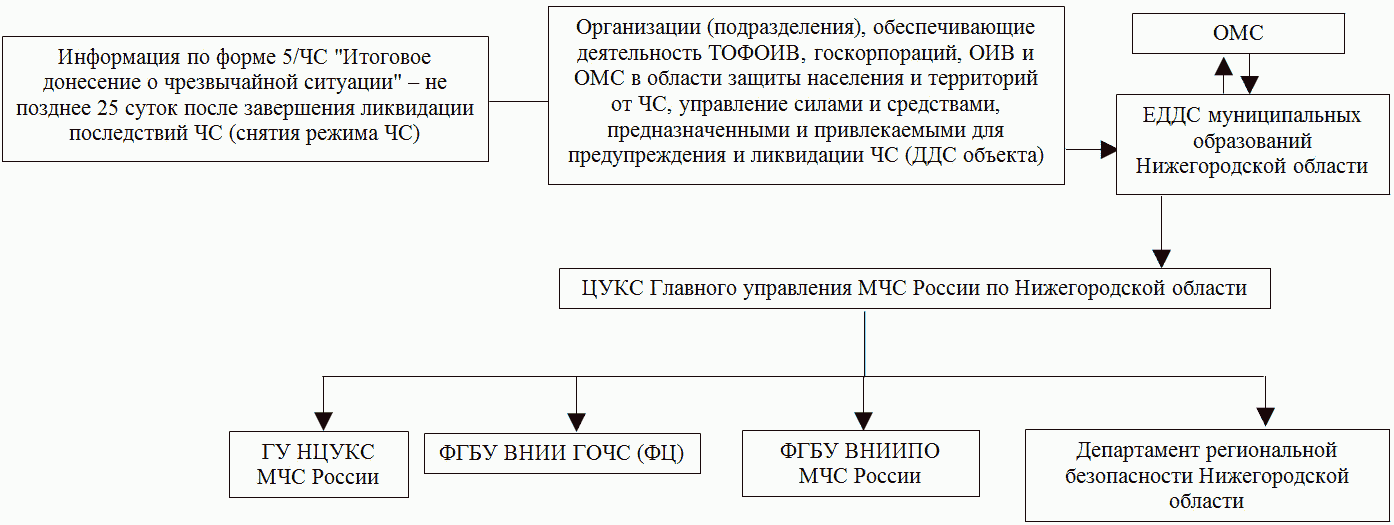 Информация по форме 5/ЧС "Итоговое
донесение о чрезвычайной ситуации" – не
позднее 25 суток после завершения ликвидации
последствий ЧС (снятия режима ЧС)
Организации (подразделения), обеспечивающие
деятельность ТОФОИВ, госкорпораций, ОИВ и
ОМС в области защиты населения и территорий
от ЧС, управление силами и средствами,
предназначенными и привлекаемыми для
предупреждения и ликвидации ЧС (ДДС объекта)
ОМС
ЕДДС муниципальных
образований
Нижегородской области
ЦУКС Главного управления МЧС России по Нижегородской области
ГУ НЦУКС
МЧС России
ФГБУ ВНИИ ГОЧС (ФЦ)
ФГБУ ВНИИПО
МЧС России
Департамент региональной
безопасности Нижегородской
области